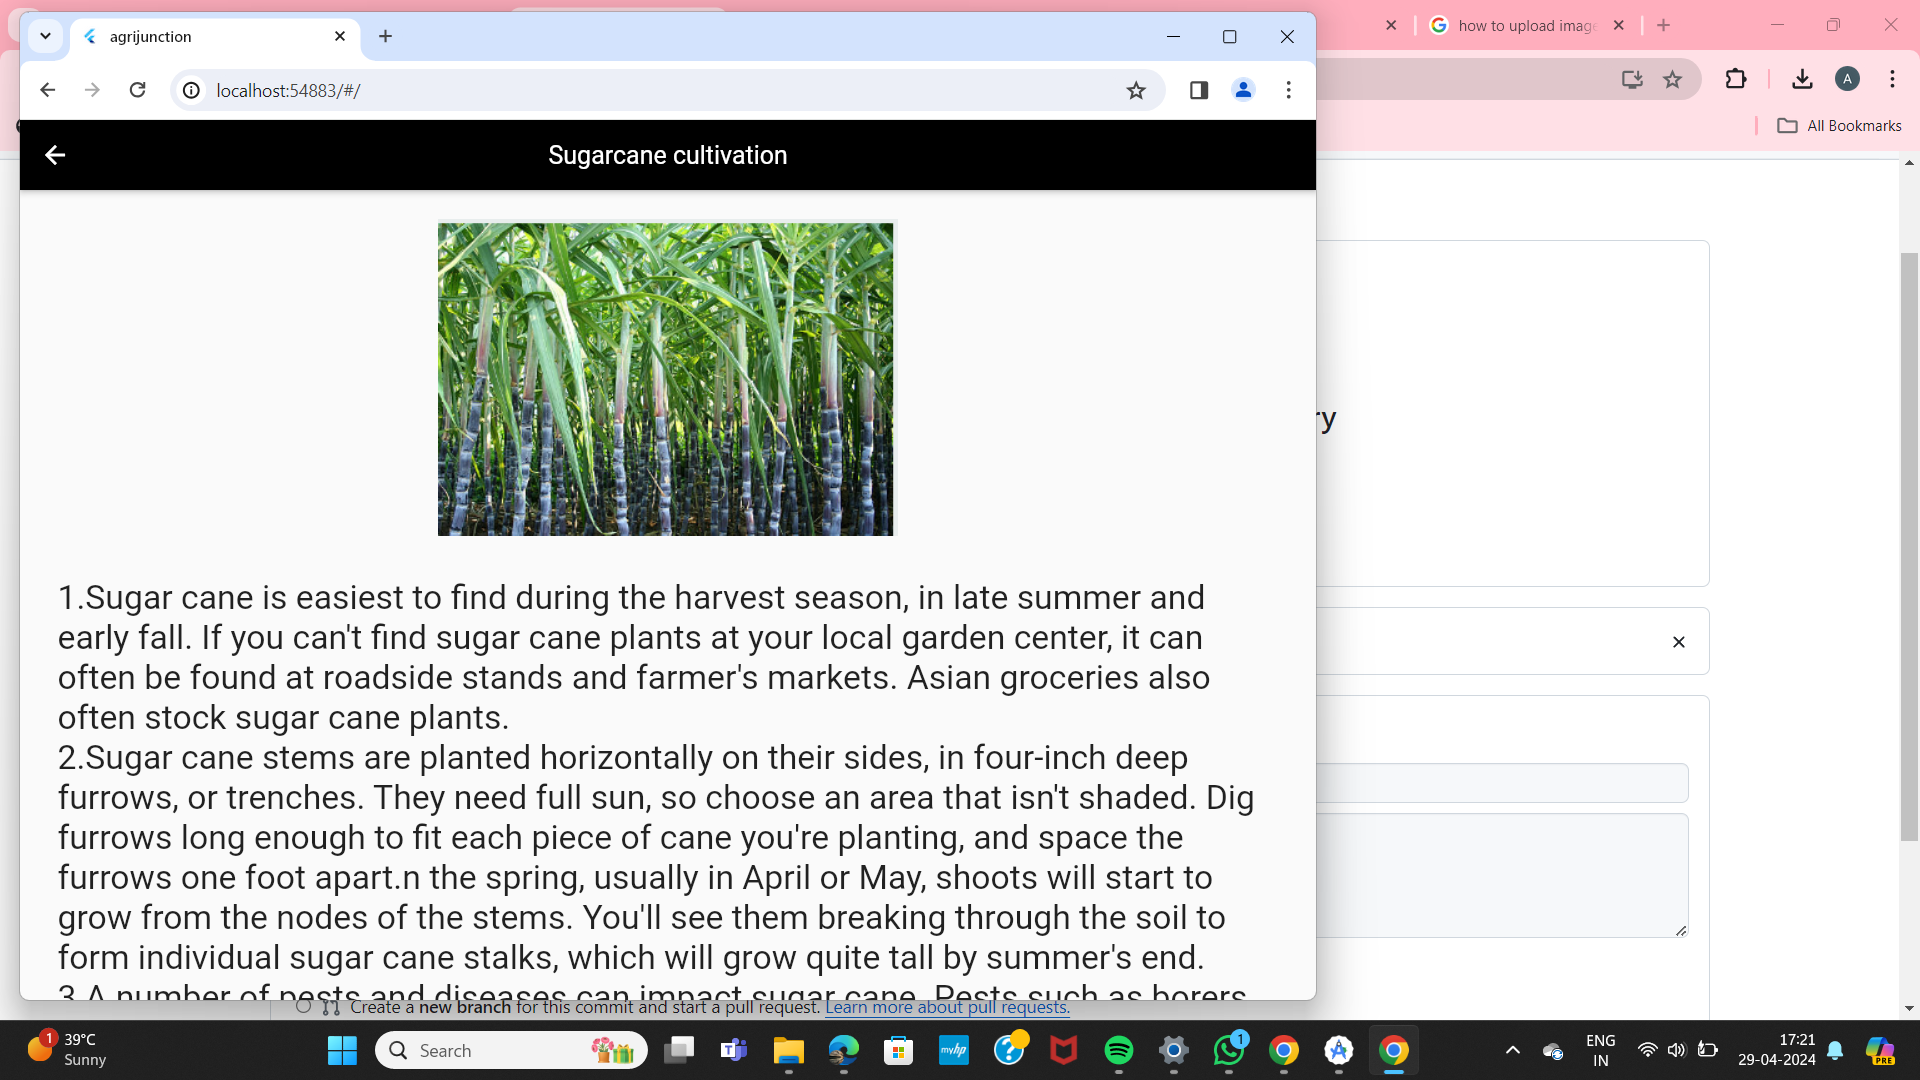 agrijunction
how to upload imag
localhost:54883/#/
A
All Bookmarks
Sugarcane cultivation
ry
1.Sugar cane is easiest to find during the harvest season, in late summer and
early fall. If you can't find sugar cane plants at your local garden center, it can
often be found at roadside stands and farmer's markets. Asian groceries also
often stock sugar cane plants.
2.Sugar cane stems are planted horizontally on their sides, in four-inch deep
furrows, or trenches. They need full sun, so choose an area that isn't shaded. Dig
furrows long enough to fit each piece of cane you're planting, and space the
furrows one foot apart.n the spring, usually in April or May, shoots will start to
grow from the nodes of the stems. You'll see them breaking through the soil to
form individual sugar cane stalks, which will grow quite tall by summer's end.
3.A number of pests and diseases can impact sugar cane. Pests such as borers
Create a new branch for this commit and start a pull request. Learn more about pull requests.
1
39°C
Sunny
Search
myhp
1
ENG
IN
17:21
29-04-2024
PRE